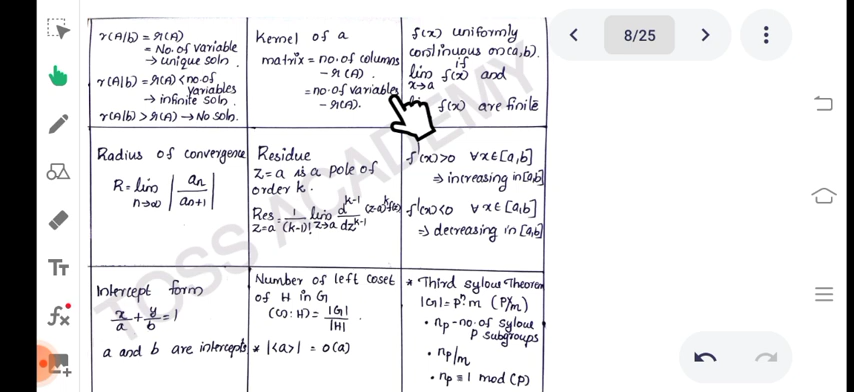 8/25
r(A|b) = r(A)
= No. of variable
→ unique soln.
r(A|b) = r(A) < no. of
variables
→ infinite soln.
r(A|b) > r(A) → No soln.
Kernel of a
matrix = no. of columns
- r(A).
= no. of variables
- r(A).
f(x) uniformly
continuous on (a,b).
if
lim f(x) and
x→a
f(x) are finite
Radius of convergence
R = lim n→∞ | an / an+1 |
Residue
z=a is a pole of
order k.
Res z=a = 1/(k-1)! lim z→a d^k-1/dz^k-1 (z-a)^k f(z)
f'(x)>0 ∀x∈[a,b]
⇒ increasing in [a,b]
f'(x)<0 ∀x∈[a,b]
⇒ decreasing in [a,b]
Intercept form
x/a + y/b = 1
a and b are intercepts
Number of left coset
of H in G
(G:H) = |G|/|H|
* |<a>| = o(a)
* Third sylow Theorem
|G| = p^n m (p∤m)
• np - no. of sylow
p subgroups
• np/m
• np ≡ 1 mod (p)
TOSS ACADEMY
Tt
fx